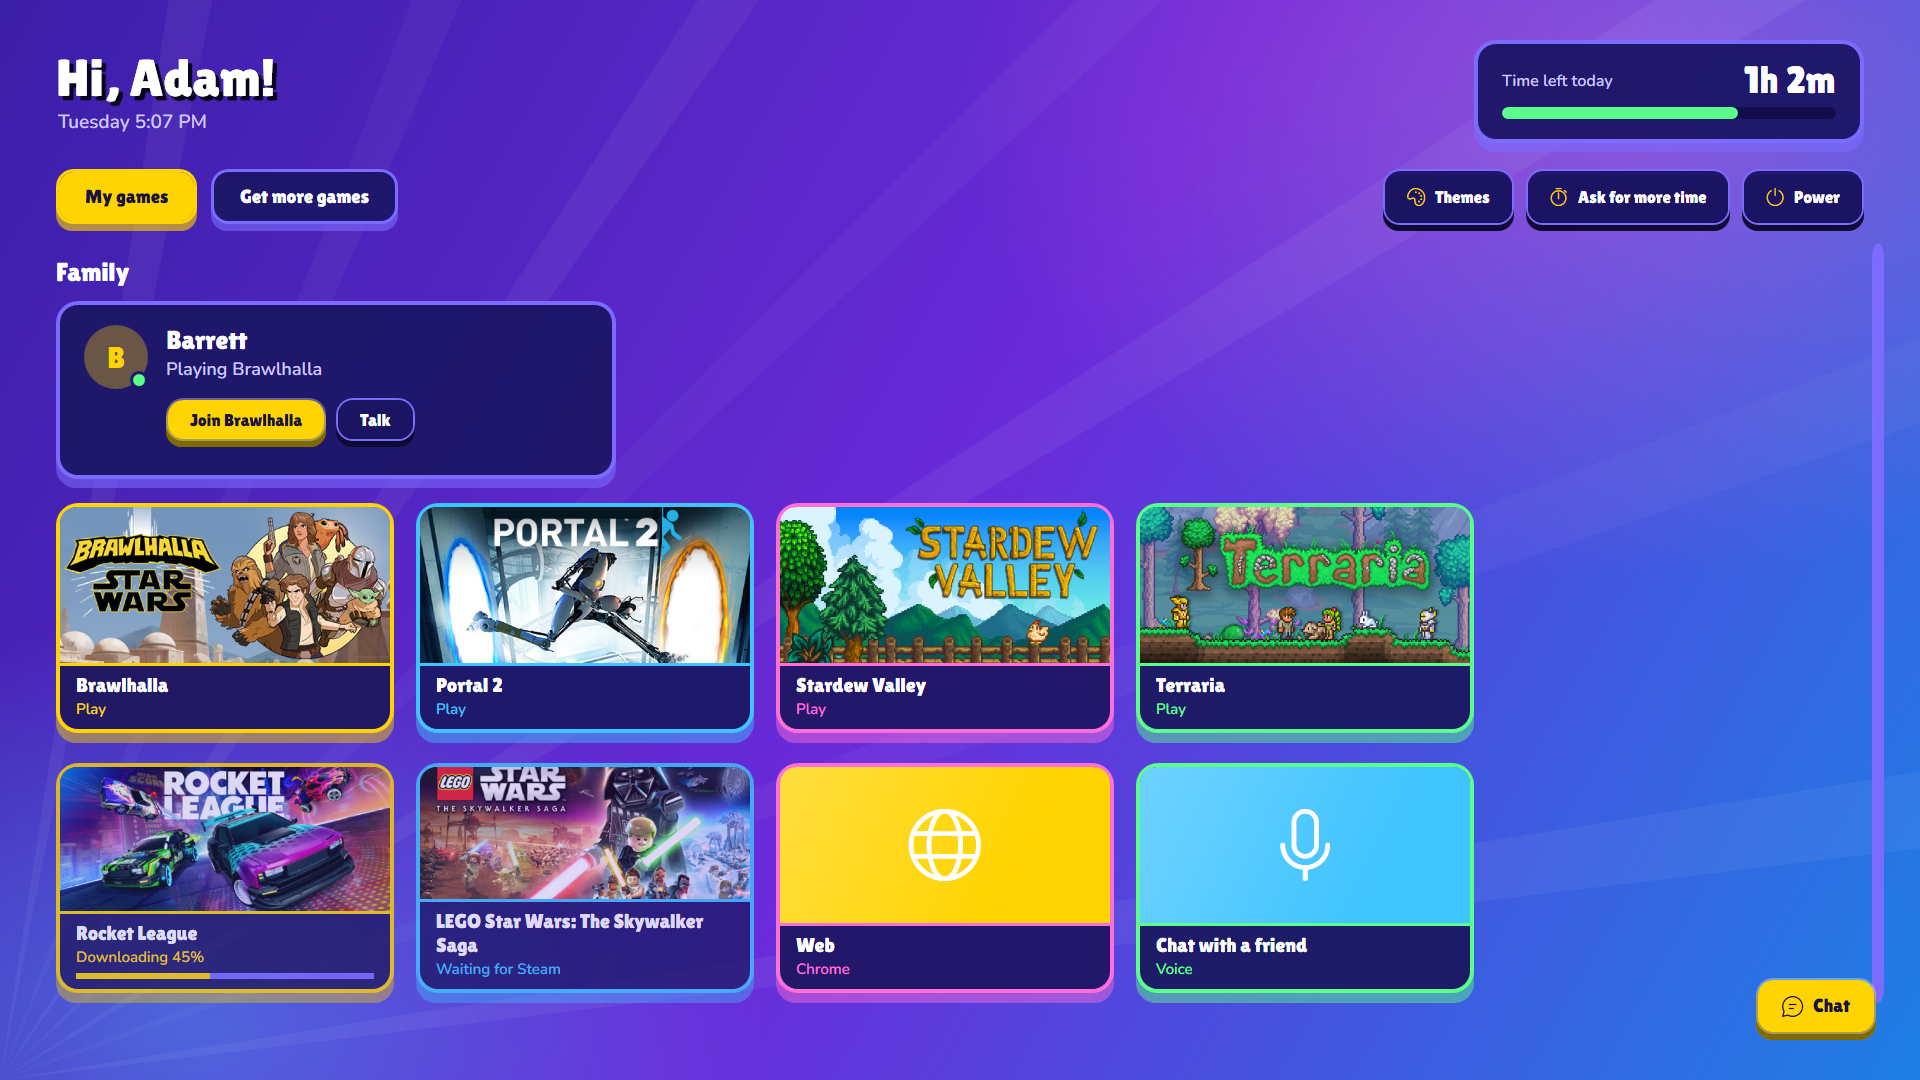 Hi, Adam!
Tuesday 5:07 PM
Time left today
1h 2m
My games
Get more games
Themes
Ask for more time
Power
Family
B
Barrett
Playing Brawlhalla
Join Brawlhalla
Talk
BRAWLHALLA
STAR
WARS
Brawlhalla
Play
PORTAL 2
Portal 2
Play
STARDEW
VALLEY
Stardew Valley
Play
Terraria
Terraria
Play
ROCKET
LEAGUE
Rocket League
Downloading 45%
LEGO
STAR
WARS
THE SKYWALKER SAGA
LEGO Star Wars: The Skywalker
Saga
Waiting for Steam
Web
Chrome
Chat with a friend
Voice
Chat